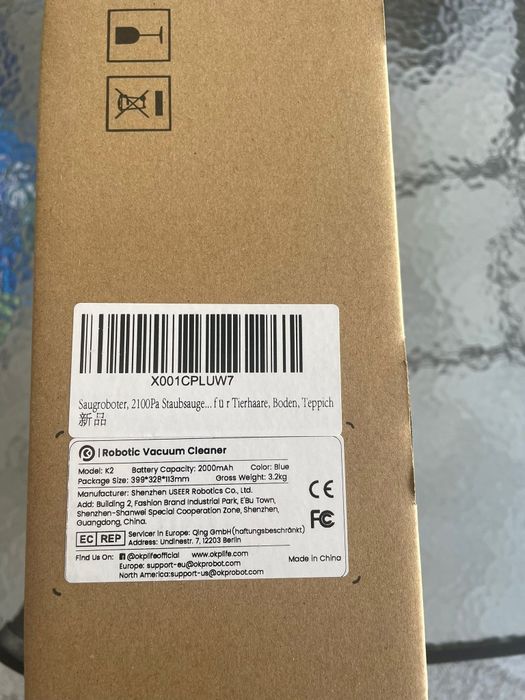 X001CPLUW7
Saugroboter, 2100Pa Staubsauge... für Tierhaare, Boden, Teppich
新品
| Robotic Vacuum Cleaner
Model: K2 Battery Capacity: 2000mAh Color: Blue
Package Size: 399*328*113mm Gross Weight: 3.2kg
Manufacturer: Shenzhen USEER Robotics Co., Ltd.
Add: Building 2, Fashion Brand Industrial Park, E'Bu Town,
Shenzhen-Shanwei Special Cooperation Zone, Shenzhen,
Guangdong, China.
CE
FC
EC REP Servicer in Europe: Qing GmbH(haftungsbeschränkt)
Address: Undinestr. 7, 12203 Berlin
Find Us On: @okplifeofficial www.okplife.com Made in China
Europe: support-eu@okprobot.com
North America:support-us@okprobot.com